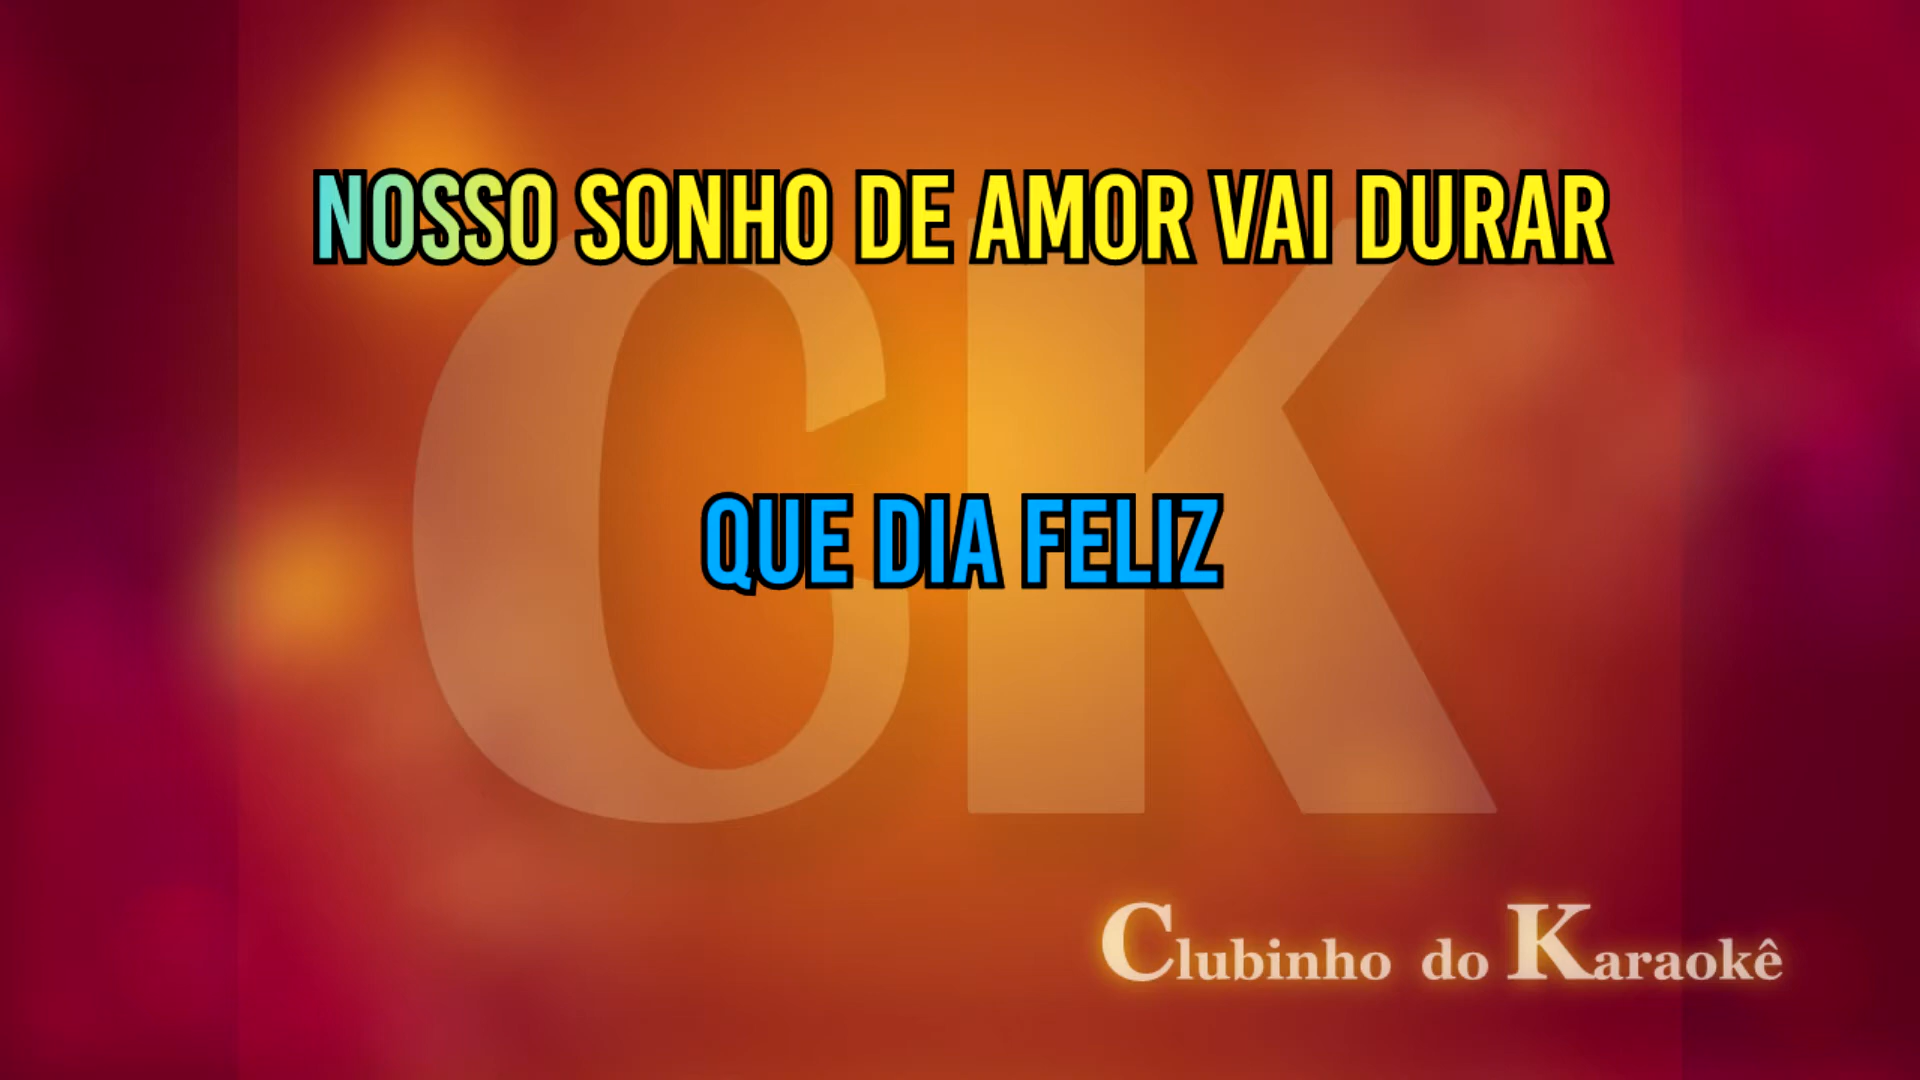 NOSSO SONHO DE AMOR VAI DURAR
QUE DIA FELIZ
CK
Clubinho do Karaokê